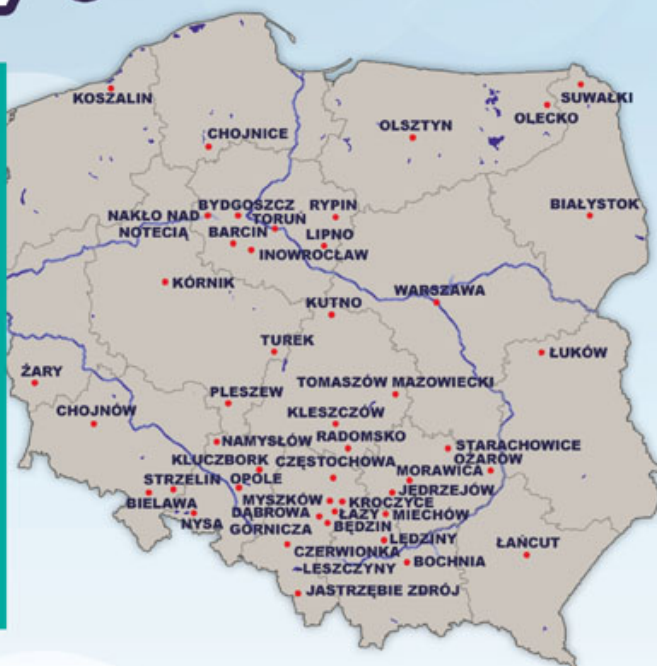 KOSZALIN
SUWAŁKI
OLECKO
CHOJNICE
OLSZTYN
BYDGOSZCZ
RYPIN
BIAŁYSTOK
NAKŁO NAD
NOTECIĄ
TORUŃ
BARCIN
LIPNO
INOWROCŁAW
KÓRNIK
WARSZAWA
KUTNO
TUREK
ŁUKÓW
ŻARY
PLESZEW
TOMASZÓW MAZOWIECKI
CHOJNÓW
KLESZCZÓW
NAMYSŁÓW
RADOMSKO
STARACHOWICE
KLUCZBORK
CZĘSTOCHOWA
OŻARÓW
MORAWICA
STRZELIN
OPOLE
JĘDRZEJÓW
BIELAWA
MYSZKÓW
KROCZYCE
NYSA
DĄBROWA
GÓRNICZA
ŁAZY
MIECHÓW
BĘDZIN
LĘDZINY
ŁAŃCUT
CZERWIONKA
-LESZCZYNY
BOCHNIA
JASTRZĘBIE ZDRÓJ